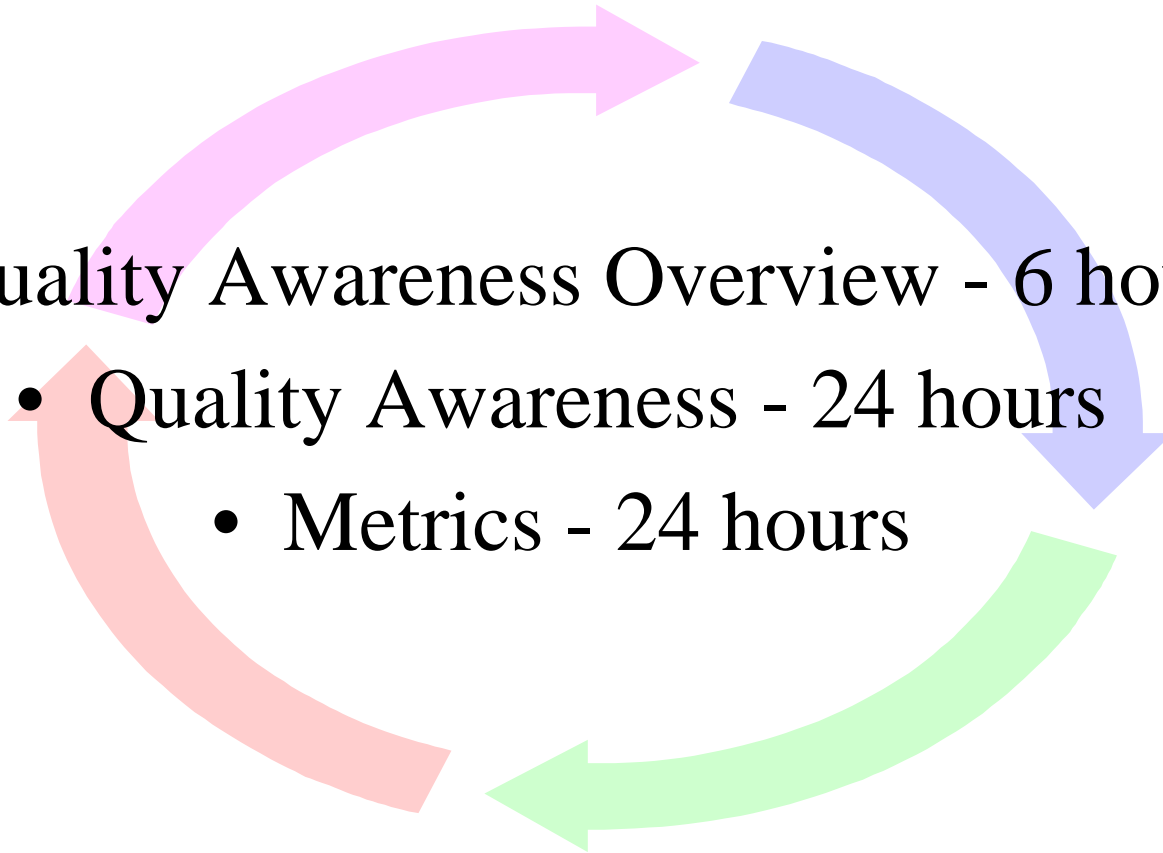 uality Awareness Overview - 6 ho
• Quality Awareness - 24 hours
• Metrics - 24 hours